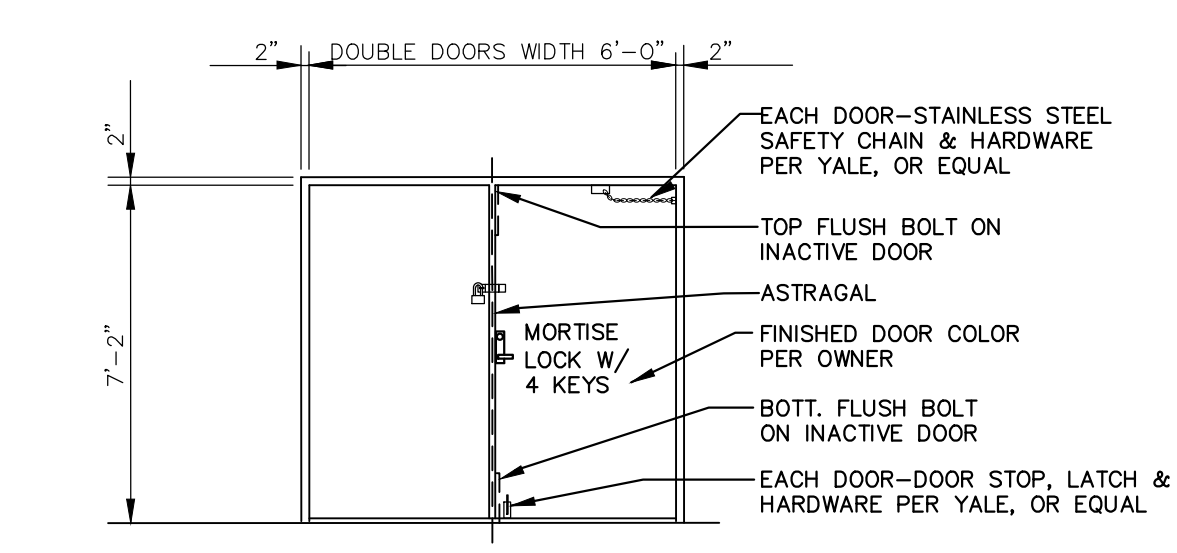 2" DOUBLE DOORS WIDTH 6'-0" 2"
2"
7'-2"
EACH DOOR-STAINLESS STEEL
SAFETY CHAIN & HARDWARE
PER YALE, OR EQUAL
TOP FLUSH BOLT ON
INACTIVE DOOR
ASTRAGAL
MORTISE
LOCK W/
4 KEYS
FINISHED DOOR COLOR
PER OWNER
BOTT. FLUSH BOLT
ON INACTIVE DOOR
EACH DOOR-DOOR STOP, LATCH &
HARDWARE PER YALE, OR EQUAL